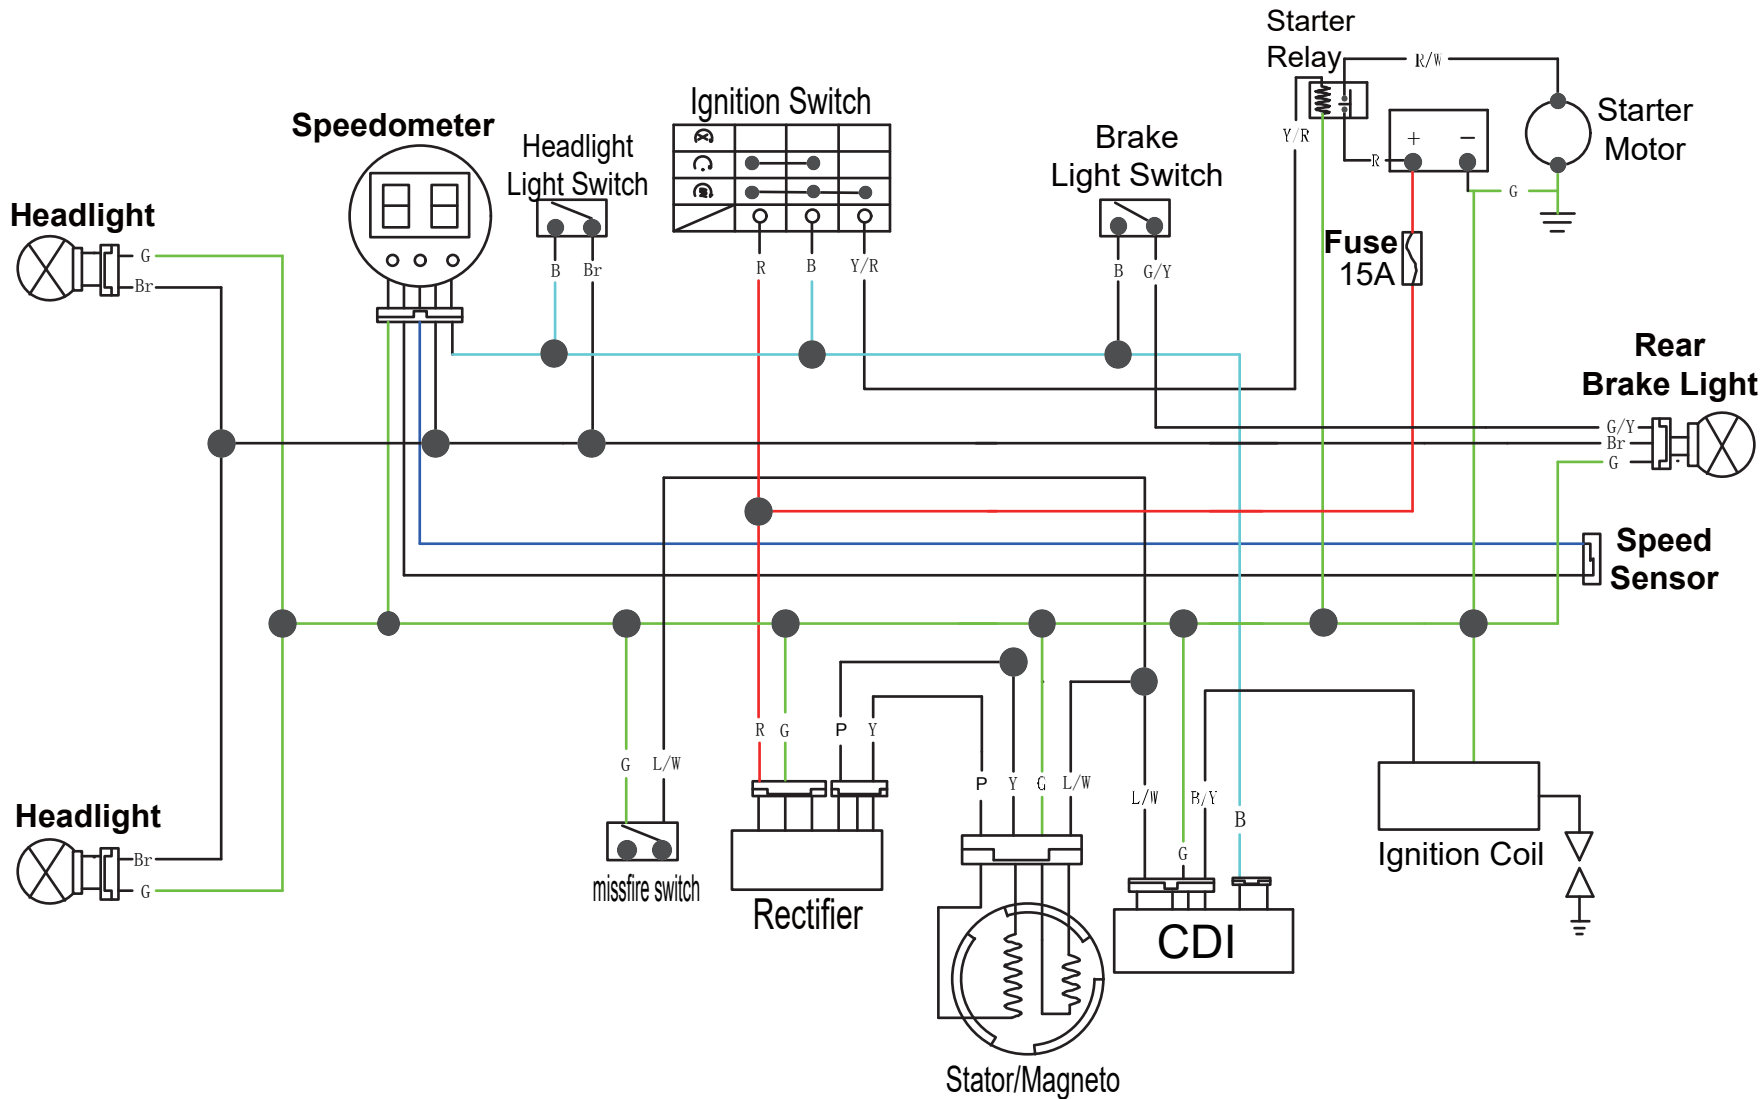 Starter
Relay
R/W
Ignition Switch
Speedometer
Headlight
Light Switch
Brake
Light Switch
Y/R
+
−
R
G
Starter
Motor
Headlight
G
Br
B
Br
R
B
Y/R
B
G/Y
Fuse
15A
Rear
Brake Light
G/Y
Br
G
Speed
Sensor
R
G
P
Y
G
L/W
P
Y
G
L/W
L/W
B/Y
B
G
Headlight
Br
G
missfire switch
Rectifier
CDI
Ignition Coil
Stator/Magneto